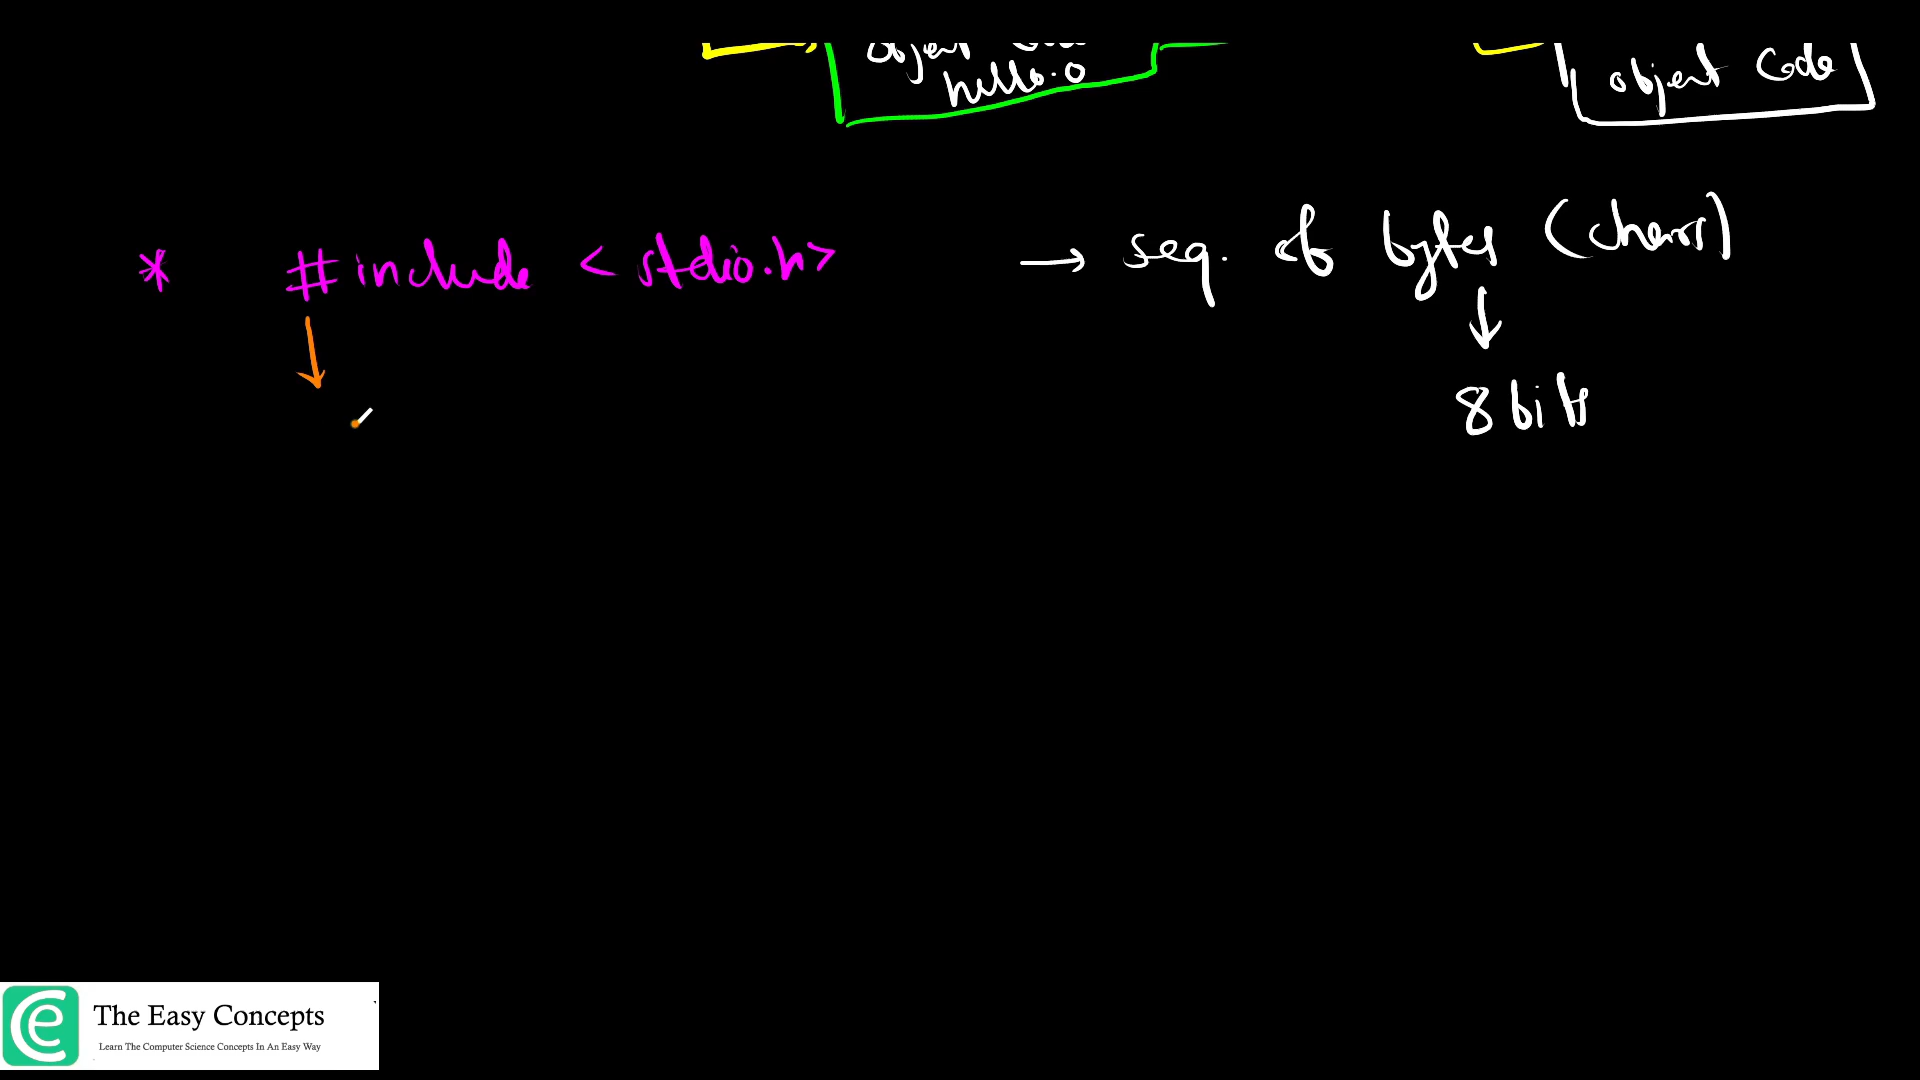 object Code
hello.o
object Code
* #include <stdio.h> → seq. of bytes (chars)
8 bits
The Easy Concepts
Learn The Computer Science Concepts In An Easy Way